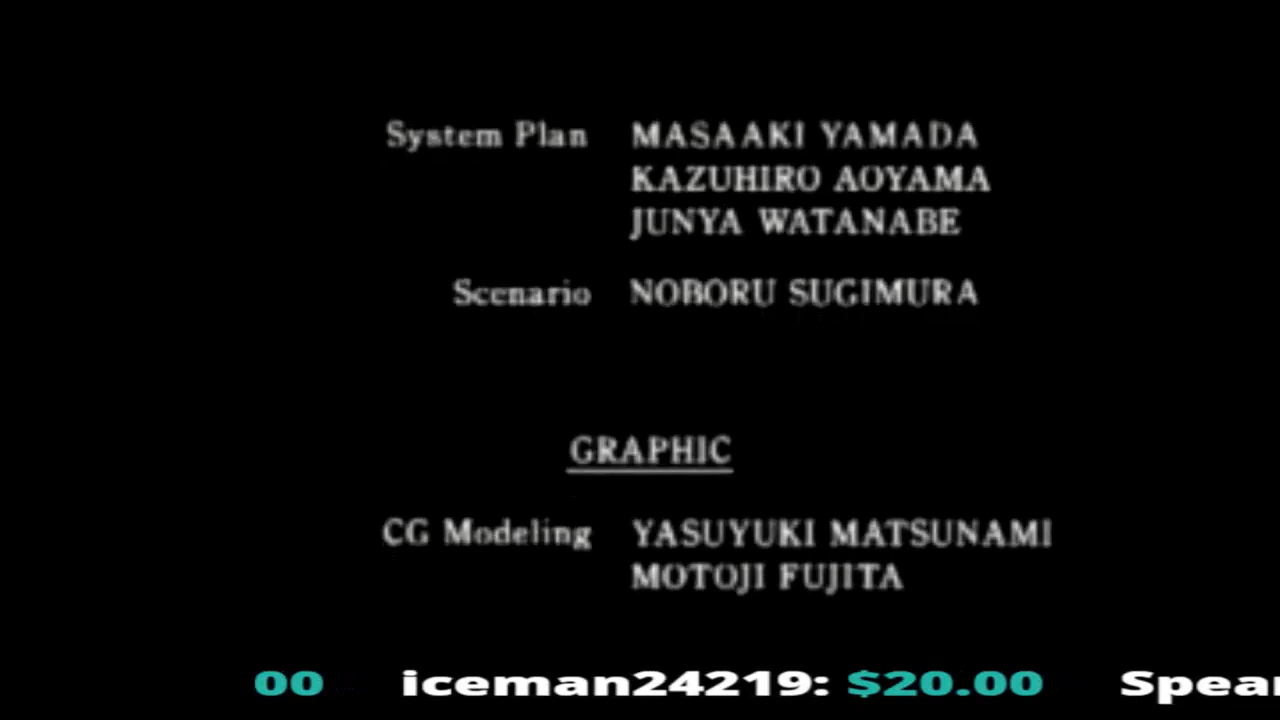 System Plan MASAAKI YAMADA
KAZUHIRO AOYAMA
JUNYA WATANABE
Scenario NOBORU SUGIMURA
GRAPHIC
CG Modeling YASUYUKI MATSUNAMI
MOTOJI FUJITA
00 iceman24219: $20.00 Spear